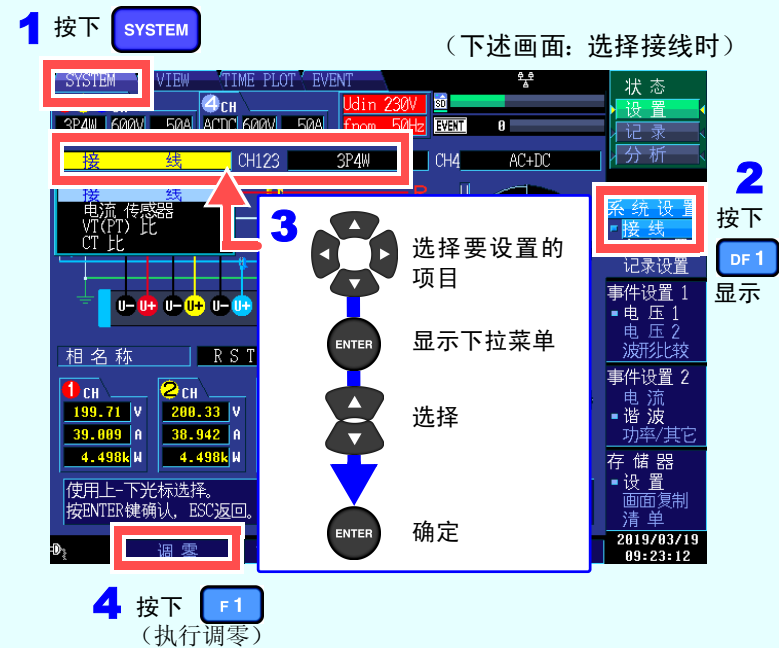 1 按下 SYSTEM
（下述画面：选择接线时）
SYSTEM VIEW TIME PLOT EVENT
状态
4 CH
Udin 230V
SD
设置
3P4W 600V 50A ACDC 600V 50A
fnom 50Hz
EVENT 0
记录
接 线 CH123 3P4W CH4 AC+DC
分析
接 线
电流 传感器
VT(PT) 比
CT 比
U
2
按下
DF 1
显示
系统设置
接线
记录设置
3
选择要设置的
项目
ENTER 显示下拉菜单
选择
ENTER 确定
事件设置 1
电压 1
电压 2
波形比较
U- U+ U- U+ U- U+
相名称 R S T
1 CH 2 CH
199.71 V 200.33 V
39.009 A 38.942 A
4.498k W 4.498k W
事件设置 2
电流
谐波
功率/其它
存储器
设置
画面复制
清单
使用上-下光标选择。
按ENTER键确认, ESC返回。
调零
2019/03/19
09:23:12
4 按下 F 1
（执行调零）